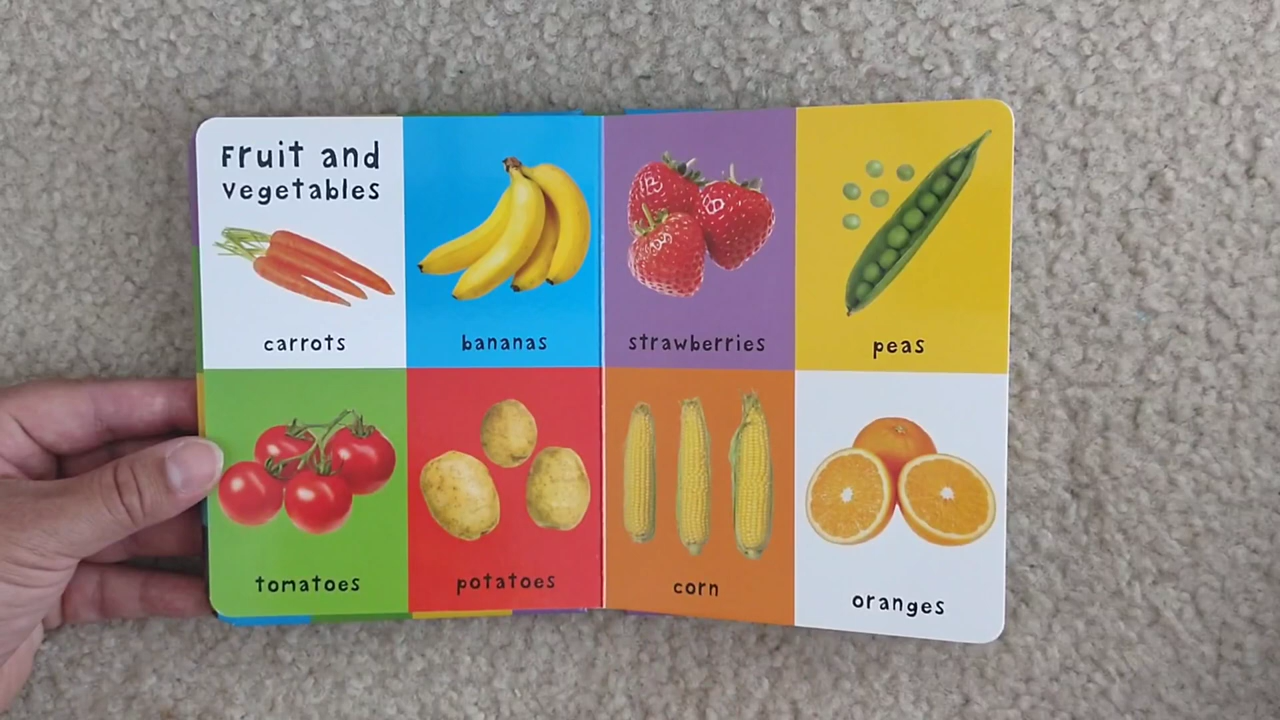 Fruit and
vegetables
carrots
bananas
strawberries
peas
tomatoes
potatoes
corn
oranges